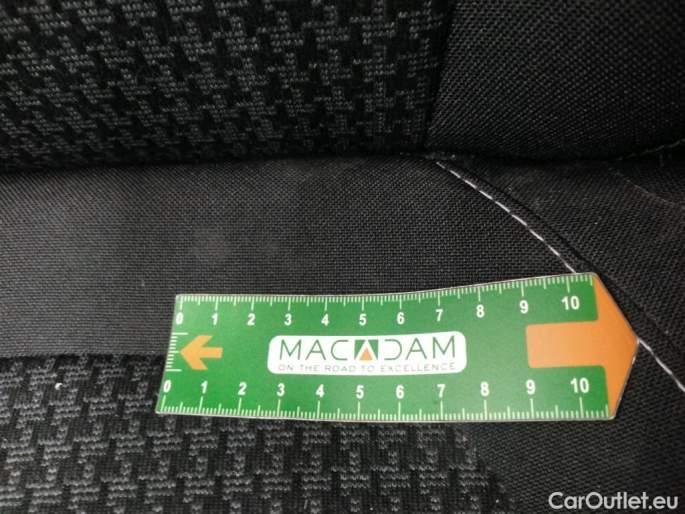 0 1 2 3 4 5 6 7 8 9 10
MACADAM
ON THE ROAD TO EXCELLENCE
0 1 2 3 4 5 6 7 8 9 10
CarOutlet.eu